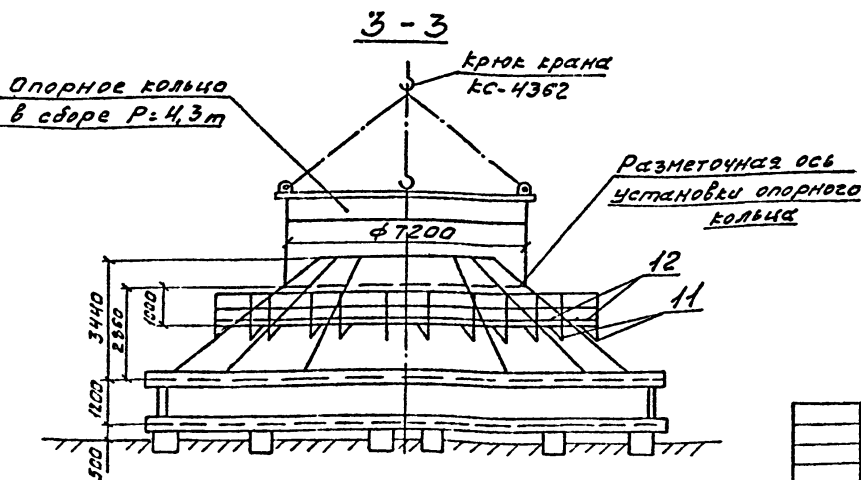 3-3
Опорное кольцо
в сборе P=4,3т
крюк крана
КС-4362
Разметочная ось
установки опорного
кольца
ф7200
12
11
3440
2860
1000
1200
500